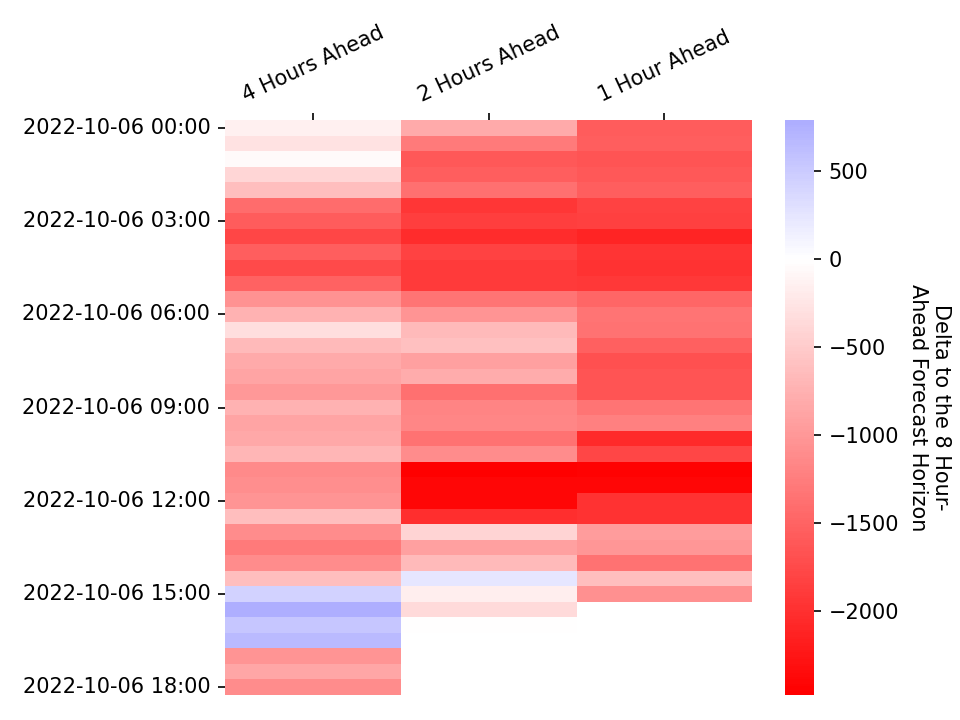 4 Hours Ahead
2 Hours Ahead
1 Hour Ahead
2022-10-06 00:00
2022-10-06 03:00
2022-10-06 06:00
2022-10-06 09:00
2022-10-06 12:00
2022-10-06 15:00
2022-10-06 18:00
500
0
−500
−1000
−1500
−2000
Delta to the 8 Hour-
Ahead Forecast Horizon